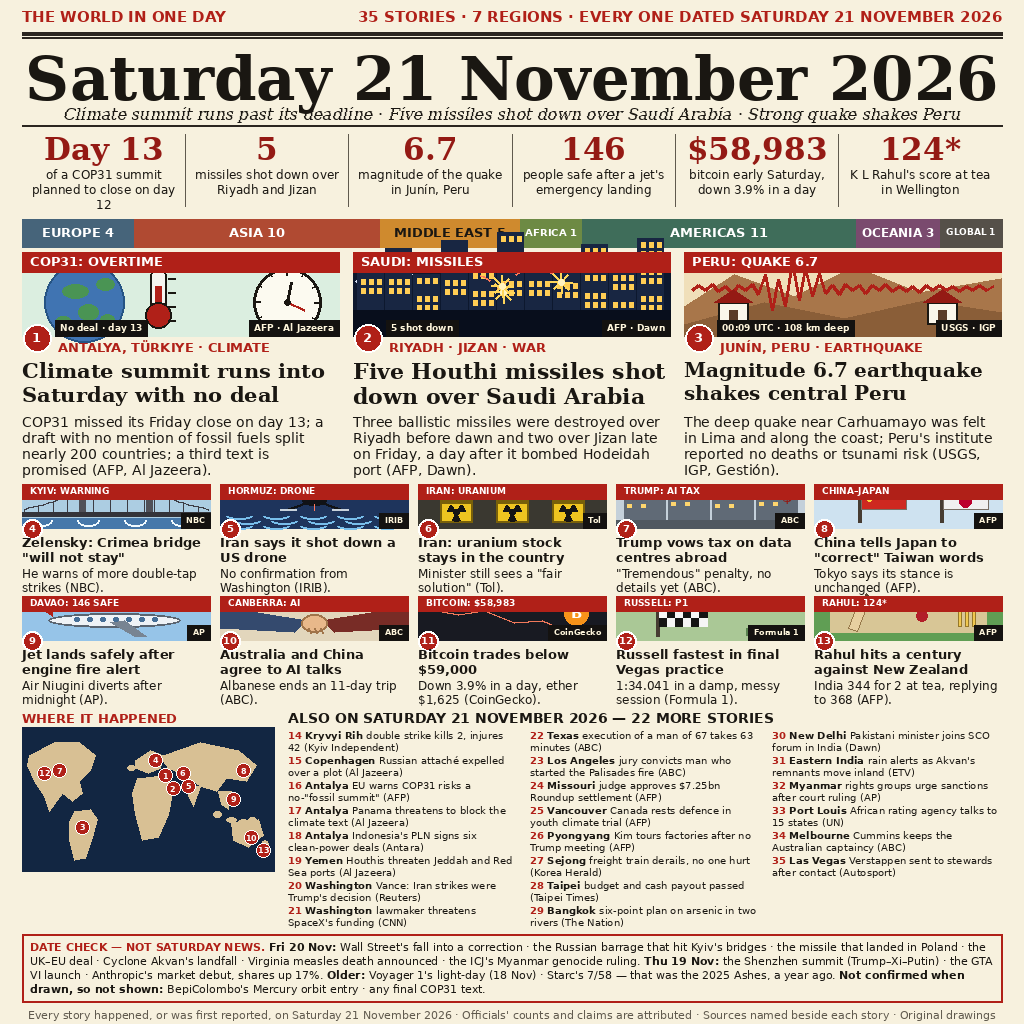 THE WORLD IN ONE DAY
35 STORIES · 7 REGIONS · EVERY ONE DATED SATURDAY 21 NOVEMBER 2026
Saturday 21 November 2026
Climate summit runs past its deadline · Five missiles shot down over Saudi Arabia · Strong quake shakes Peru
Day 13
of a COP31 summit
planned to close on day
12
5
missiles shot down over
Riyadh and Jizan
6.7
magnitude of the quake
in Junín, Peru
146
people safe after a jet's
emergency landing
$58,983
bitcoin early Saturday,
down 3.9% in a day
124*
K L Rahul's score at tea
in Wellington
EUROPE 4
ASIA 10
MIDDLE EAST 5
AFRICA 1
AMERICAS 11
OCEANIA 3
GLOBAL 1
COP31: OVERTIME
No deal · day 13
AFP · Al Jazeera
1
ANTALYA, TÜRKIYE · CLIMATE
Climate summit runs into
Saturday with no deal
COP31 missed its Friday close on day 13; a
draft with no mention of fossil fuels split
nearly 200 countries; a third text is
promised (AFP, Al Jazeera).
SAUDI: MISSILES
5 shot down
AFP · Dawn
2
RIYADH · JIZAN · WAR
Five Houthi missiles shot
down over Saudi Arabia
Three ballistic missiles were destroyed over
Riyadh before dawn and two over Jizan late
on Friday, a day after it bombed Hodeidah
port (AFP, Dawn).
PERU: QUAKE 6.7
00:09 UTC · 108 km deep
USGS · IGP
3
JUNÍN, PERU · EARTHQUAKE
Magnitude 6.7 earthquake
shakes central Peru
The deep quake near Carhuamayo was felt
in Lima and along the coast; Peru's institute
reported no deaths or tsunami risk (USGS,
IGP, Gestión).
KYIV: WARNING
NBC
4
Zelensky: Crimea bridge
"will not stay"
He warns of more double-tap
strikes (NBC).
HORMUZ: DRONE
IRIB
5
Iran says it shot down a
US drone
No confirmation from
Washington (IRIB).
IRAN: URANIUM
ToI
6
Iran: uranium stock
stays in the country
Minister still sees a "fair
solution" (ToI).
TRUMP: AI TAX
ABC
7
Trump vows tax on data
centres abroad
"Tremendous" penalty, no
details yet (ABC).
CHINA–JAPAN
AFP
8
China tells Japan to
"correct" Taiwan words
Tokyo says its stance is
unchanged (AFP).
DAVAO: 146 SAFE
AP
9
Jet lands safely after
engine fire alert
Air Niugini diverts after
midnight (AP).
CANBERRA: AI
ABC
10
Australia and China
agree to AI talks
Albanese ends an 11-day trip
(ABC).
BITCOIN: $58,983
B
CoinGecko
11
Bitcoin trades below
$59,000
Down 3.9% in a day, ether
$1,625 (CoinGecko).
RUSSELL: P1
Formula 1
12
Russell fastest in final
Vegas practice
1:34.041 in a damp, messy
session (Formula 1).
RAHUL: 124*
AFP
13
Rahul hits a century
against New Zealand
India 344 for 2 at tea, replying
to 368 (AFP).
WHERE IT HAPPENED
12 7 4 1 6 2 5 8 9 3 10 13
ALSO ON SATURDAY 21 NOVEMBER 2026 — 22 MORE STORIES
14 Kryvyi Rih double strike kills 2, injures
42 (Kyiv Independent)
15 Copenhagen Russian attaché expelled
over a plot (Al Jazeera)
16 Antalya EU warns COP31 risks a
no-"fossil summit" (AFP)
17 Antalya Panama threatens to block the
climate text (Al Jazeera)
18 Antalya Indonesia's PLN signs six
clean-power deals (Antara)
19 Yemen Houthis threaten Jeddah and Red
Sea ports (Al Jazeera)
20 Washington Vance: Iran strikes were
Trump's decision (Reuters)
21 Washington lawmaker threatens
SpaceX's funding (CNN)
22 Texas execution of a man of 67 takes 63
minutes (ABC)
23 Los Angeles jury convicts man who
started the Palisades fire (ABC)
24 Missouri judge approves $7.25bn
Roundup settlement (AFP)
25 Vancouver Canada rests defence in
youth climate trial (AFP)
26 Pyongyang Kim tours factories after no
Trump meeting (AFP)
27 Sejong freight train derails, no one hurt
(Korea Herald)
28 Taipei budget and cash payout passed
(Taipei Times)
29 Bangkok six-point plan on arsenic in two
rivers (The Nation)
30 New Delhi Pakistani minister joins SCO
forum in India (Dawn)
31 Eastern India rain alerts as Akvan's
remnants move inland (ETV)
32 Myanmar rights groups urge sanctions
after court ruling (AP)
33 Port Louis African rating agency talks to
15 states (UN)
34 Melbourne Cummins keeps the
Australian captaincy (ABC)
35 Las Vegas Verstappen sent to stewards
after contact (Autosport)
DATE CHECK — NOT SATURDAY NEWS. Fri 20 Nov: Wall Street's fall into a correction · the Russian barrage that hit Kyiv's bridges · the missile that landed in Poland · the
UK–EU deal · Cyclone Akvan's landfall · Virginia measles death announced · the ICJ's Myanmar genocide ruling. Thu 19 Nov: the Shenzhen summit (Trump–Xi–Putin) · the GTA
VI launch · Anthropic's market debut, shares up 17%. Older: Voyager 1's light-day (18 Nov) · Starc's 7/58 — that was the 2025 Ashes, a year ago. Not confirmed when
drawn, so not shown: BepiColombo's Mercury orbit entry · any final COP31 text.
Every story happened, or was first reported, on Saturday 21 November 2026 · Officials' counts and claims are attributed · Sources named beside each story · Original drawings